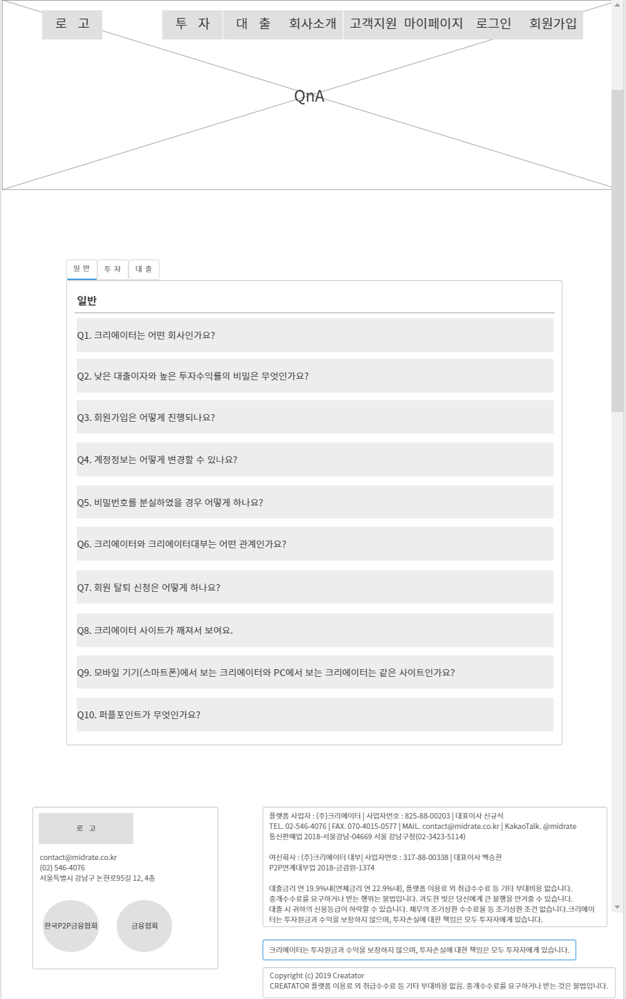 로 고
투 자
대 출
회사소개
고객지원
마이페이지
로그인
회원가입
QnA
일 반
투 자
대 출
일반
Q1. 크리에이터는 어떤 회사인가요?
Q2. 낮은 대출이자와 높은 투자수익률의 비밀은 무엇인가요?
Q3. 회원가입은 어떻게 진행되나요?
Q4. 계정정보는 어떻게 변경할 수 있나요?
Q5. 비밀번호를 분실하였을 경우 어떻게 하나요?
Q6. 크리에이터와 크리에이터대부는 어떤 관계인가요?
Q7. 회원 탈퇴 신청은 어떻게 하나요?
Q8. 크리에이터 사이트가 깨져서 보여요.
Q9. 모바일 기기(스마트폰)에서 보는 크리에이터와 PC에서 보는 크리에이터는 같은 사이트인가요?
Q10. 퍼플포인트가 무엇인가요?
로 고
contact@midrate.co.kr
(02) 546-4076
서울특별시 강남구 논현로95길 12, 4층
한국P2P금융협회
금융협회
플랫폼 사업자 : (주)크리에이터 | 사업자번호 : 825-88-00203 | 대표이사 신규식
TEL. 02-546-4076 | FAX. 070-4015-0577 | MAIL. contact@midrate.co.kr | KakaoTalk. @midrate
통신판매업 2018-서울강남-04669 서울 강남구청(02-3423-5114)
여신회사 : (주)크리에이터 대부| 사업자번호 : 317-88-00338 | 대표이사 백승한
P2P연계대부업 2018-금감원-1374
대출금리 연 19.9%내(연체금리 연 22.9%내), 플랫폼 이용료 외 취급수수료 등 기타 부대비용 없습니다.
중개수수료를 요구하거나 받는 행위는 불법입니다. 과도한 빚은 당신에게 큰 불행을 안겨줄 수 있습니다.
대출 시 귀하의 신용등급이 하락할 수 있습니다. 채무의 조기상환 수수료율 등 조기상환 조건 없습니다.크리에이
터는 투자원금과 수익을 보장하지 않으며, 투자손실에 대한 책임은 모두 투자자에게 있습니다.
크리에이터는 투자원금과 수익을 보장하지 않으며, 투자손실에 대한 책임은 모두 투자자에게 있습니다.
Copyright (c) 2019 Creatator
CREATATOR 플랫폼 이용료 외 취급수수료 등 기타 부대비용 없음. 중개수수료를 요구하거나 받는 것은 불법입니다.